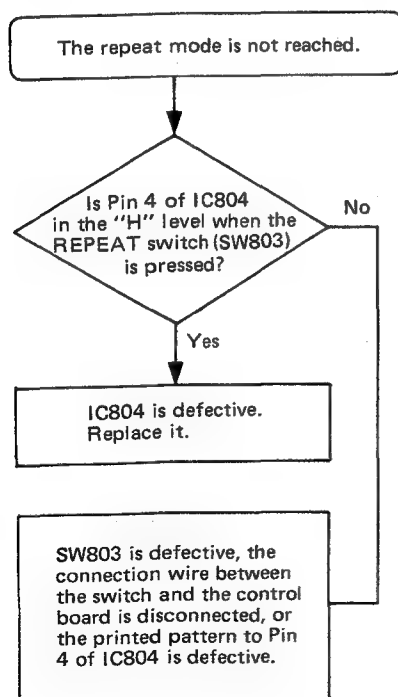 The repeat mode is not reached.
Is Pin 4 of IC804
in the "H" level when the
REPEAT switch (SW803)
is pressed?
No
Yes
IC804 is defective.
Replace it.
SW803 is defective, the
connection wire between
the switch and the control
board is disconnected, or
the printed pattern to Pin
4 of IC804 is defective.